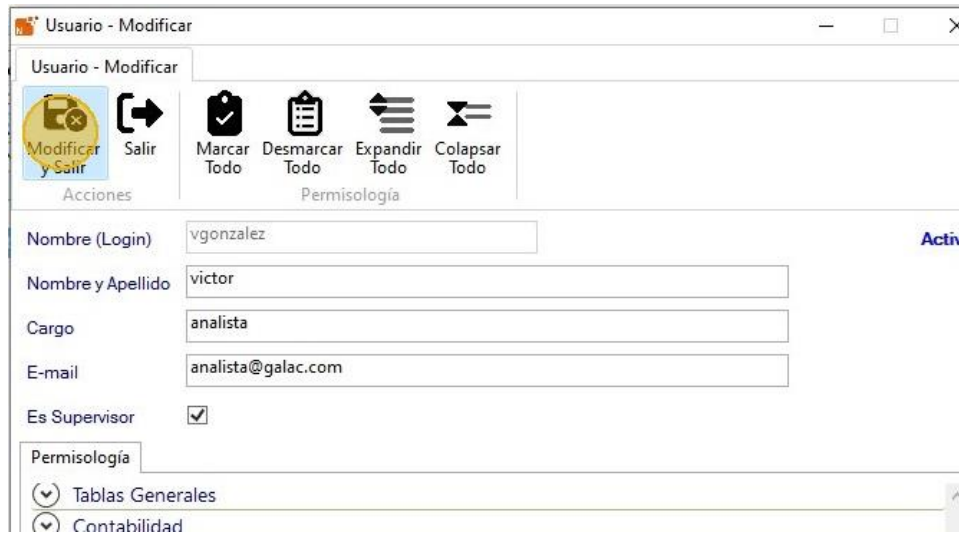 Usuario - Modificar
Usuario - Modificar
Modificar y Salir
Salir
Marcar Todo
Desmarcar Todo
Expandir Todo
Colapsar Todo
Acciones
Permisología
Nombre (Login) vgonzalez
Activ
Nombre y Apellido victor
Cargo analista
E-mail analista@galac.com
Es Supervisor
Permisología
Tablas Generales
Contabilidad